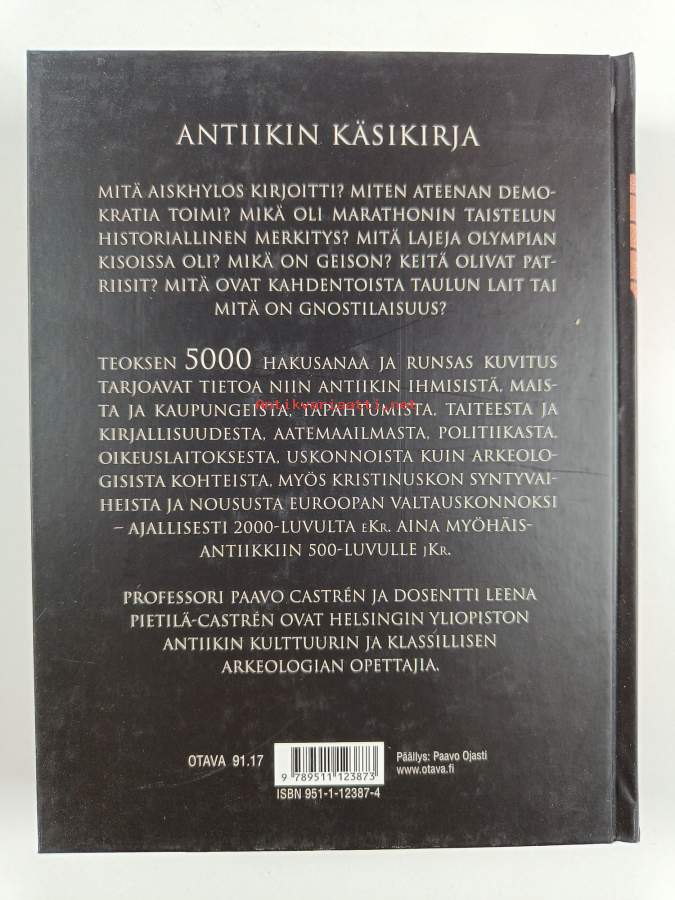 ANTIIKIN KÄSIKIRJA
MITÄ AISKHYLOS KIRJOITTI? MITEN ATEENAN DEMO-
KRATIA TOIMI? MIKÄ OLI MARATHONIN TAISTELUN
HISTORIALLINEN MERKITYS? MITÄ LAJEJA OLYMPIAN
KISOISSA OLI? MIKÄ ON GEISON? KEITÄ OLIVAT PAT-
RIISIT? MITÄ OVAT KAHDENTOISTA TAULUN LAIT TAI
MITÄ ON GNOSTILAISUUS?
TEOKSEN 5000 HAKUSANAA JA RUNSAS KUVITUS
TARJOAVAT TIETOA NIIN ANTIIKIN IHMISISTÄ, MAIS-
TA JA KAUPUNGEISTA, TAPAHTUMISTA, TAITEESTA JA
antikvariaatti.net
KIRJALLISUUDESTA, AATEMAAILMASTA, POLITIIKASTA,
OIKEUSLAITOKSESTA, USKONNOISTA KUIN ARKEOLO-
GISISTA KOHTEISTA, MYÖS KRISTINUSKON SYNTYVAI-
HEISTA JA NOUSUSTA EUROOPAN VALTAUSKONNOKSI
– AJALLISESTI 2000-LUVULTA EKR. AINA MYÖHÄIS-
ANTIIKKIIN 500-LUVULLE JKR.
PROFESSORI PAAVO CASTRÉN JA DOSENTTI LEENA
PIETILÄ-CASTRÉN OVAT HELSINGIN YLIOPISTON
ANTIIKIN KULTTUURIN JA KLASSILLISEN
ARKEOLOGIAN OPETTAJIA.
OTAVA 91.17
9 789511 123873
ISBN 951-1-12387-4
Päällys: Paavo Ojasti
www.otava.fi